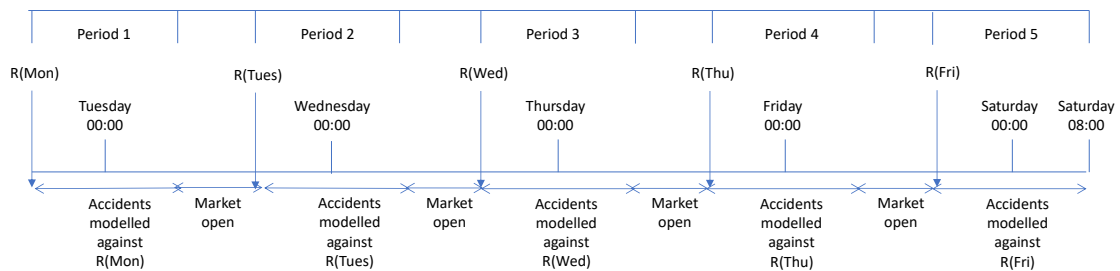 Period 1
Period 2
Period 3
Period 4
Period 5
R(Mon)
R(Tues)
R(Wed)
R(Thu)
R(Fri)
Tuesday
00:00
Wednesday
00:00
Thursday
00:00
Friday
00:00
Saturday
00:00
Saturday
08:00
Accidents
modelled
against
R(Mon)
Market
open
Accidents
modelled
against
R(Tues)
Market
open
Accidents
modelled
against
R(Wed)
Market
open
Accidents
modelled
against
R(Thu)
Market
open
Accidents
modelled
against
R(Fri)